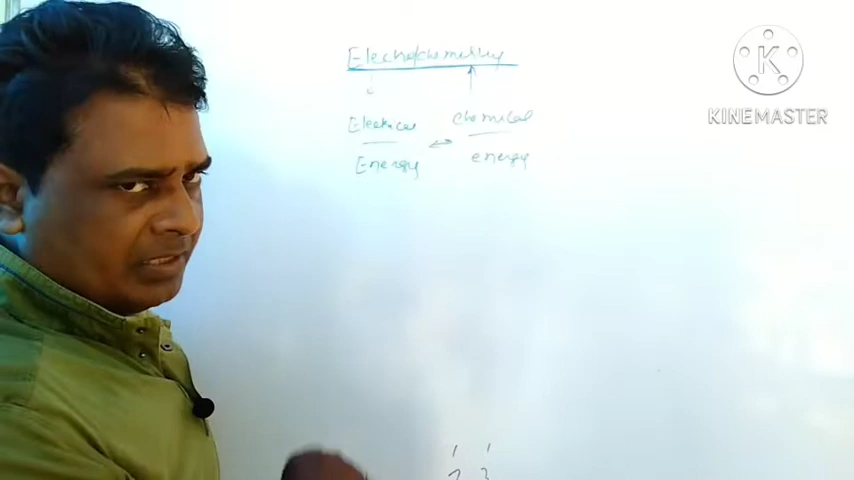 Electrochemistry
Electrical ↔ chemical
Energy energy
K
KINEMASTER